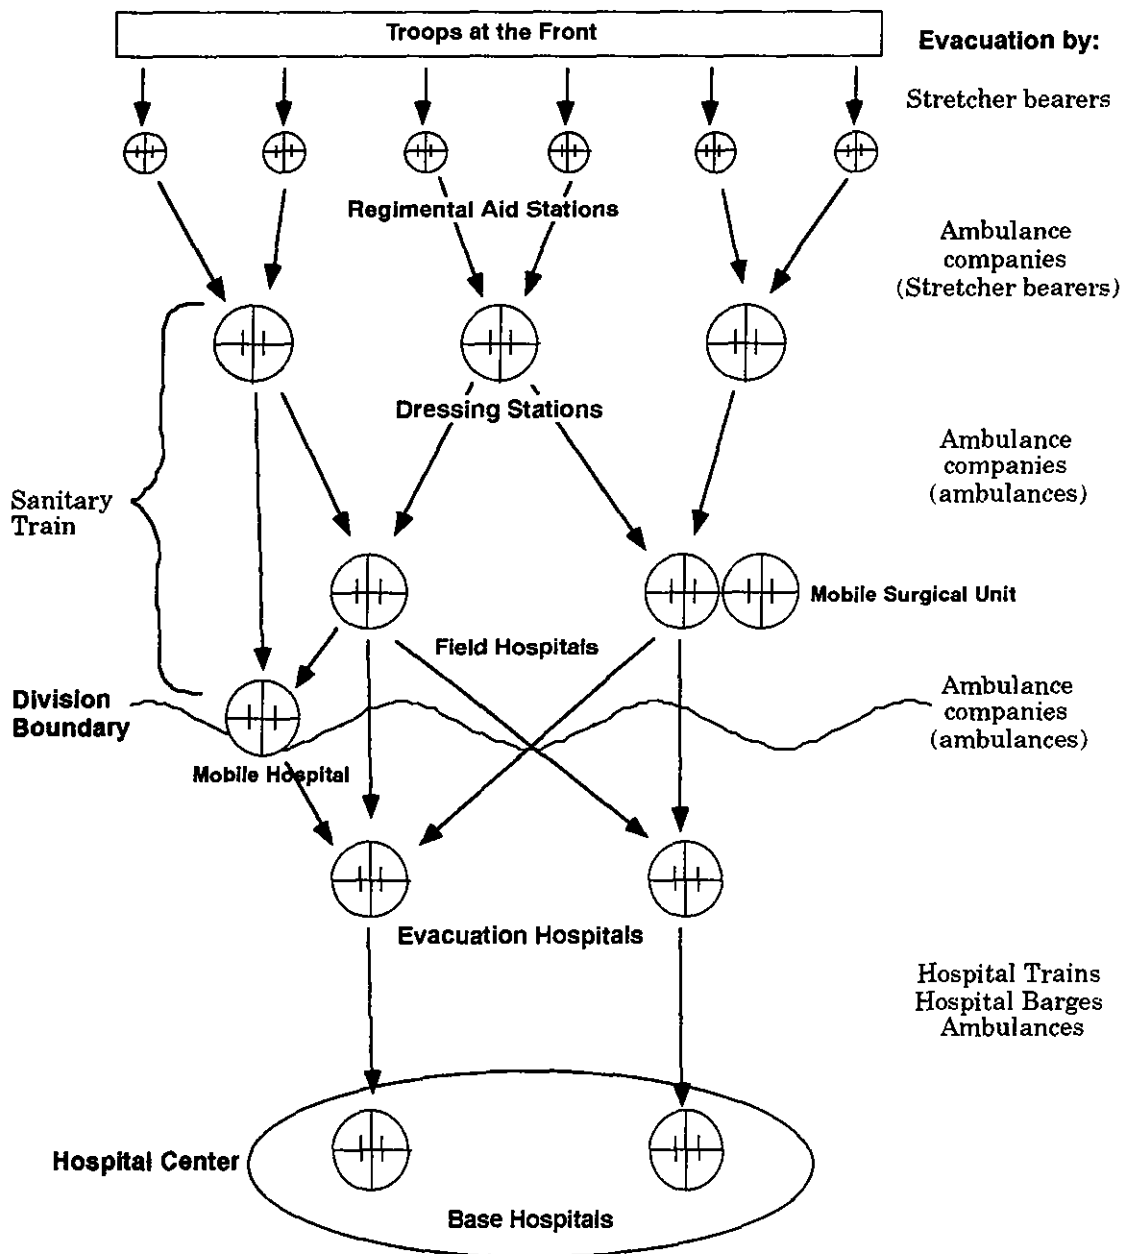 Troops at the Front
Evacuation by:
Stretcher bearers
Regimental Aid Stations
Ambulance
companies
(Stretcher bearers)
Dressing Stations
Ambulance
companies
(ambulances)
Sanitary
Train
Mobile Surgical Unit
Field Hospitals
Division
Boundary
Ambulance
companies
(ambulances)
Mobile Hospital
Evacuation Hospitals
Hospital Trains
Hospital Barges
Ambulances
Hospital Center
Base Hospitals